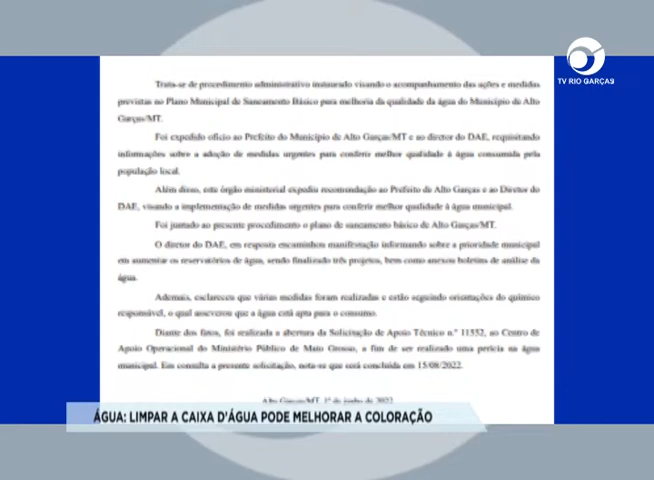 TV RIO GARÇAS
Trata-se de procedimento administrativo instaurado visando o acompanhamento das ações e medidas
previstas no Plano Municipal de Saneamento Básico para melhoria da qualidade da água do Município de Alto
Garças/MT.
Foi expedido ofício ao Prefeito do Município de Alto Garças/MT e ao diretor do DAE, requisitando
informações sobre a adoção de medidas urgentes para conferir melhor qualidade à água consumida pela
população local.
Além disso, este órgão ministerial expediu recomendação ao Prefeito de Alto Garças e ao Diretor do
DAE, visando a implementação de medidas urgentes para conferir melhor qualidade à água municipal.
Foi juntado ao presente procedimento o plano de saneamento básico de Alto Garças/MT.
O diretor do DAE, em resposta encaminhou manifestação informando sobre a prioridade municipal
em aumentar os reservatórios de água, sendo finalizado três projetos, bem como anexou boletins de análise da
água.
Ademais, esclareceu que várias medidas foram realizadas e estão seguindo orientações do químico
responsável, o qual asseverou que a água está apta para o consumo.
Diante dos fatos, foi realizada a abertura da Solicitação de Apoio Técnico n.º 11552, ao Centro de
Apoio Operacional do Ministério Público de Mato Grosso, a fim de ser realizado uma perícia na água
municipal. Em consulta a presente solicitação, nota-se que será concluída em 15/08/2022.
Alto Garças/MT, 1º de junho de 2022
ÁGUA: LIMPAR A CAIXA D'ÁGUA PODE MELHORAR A COLORAÇÃO